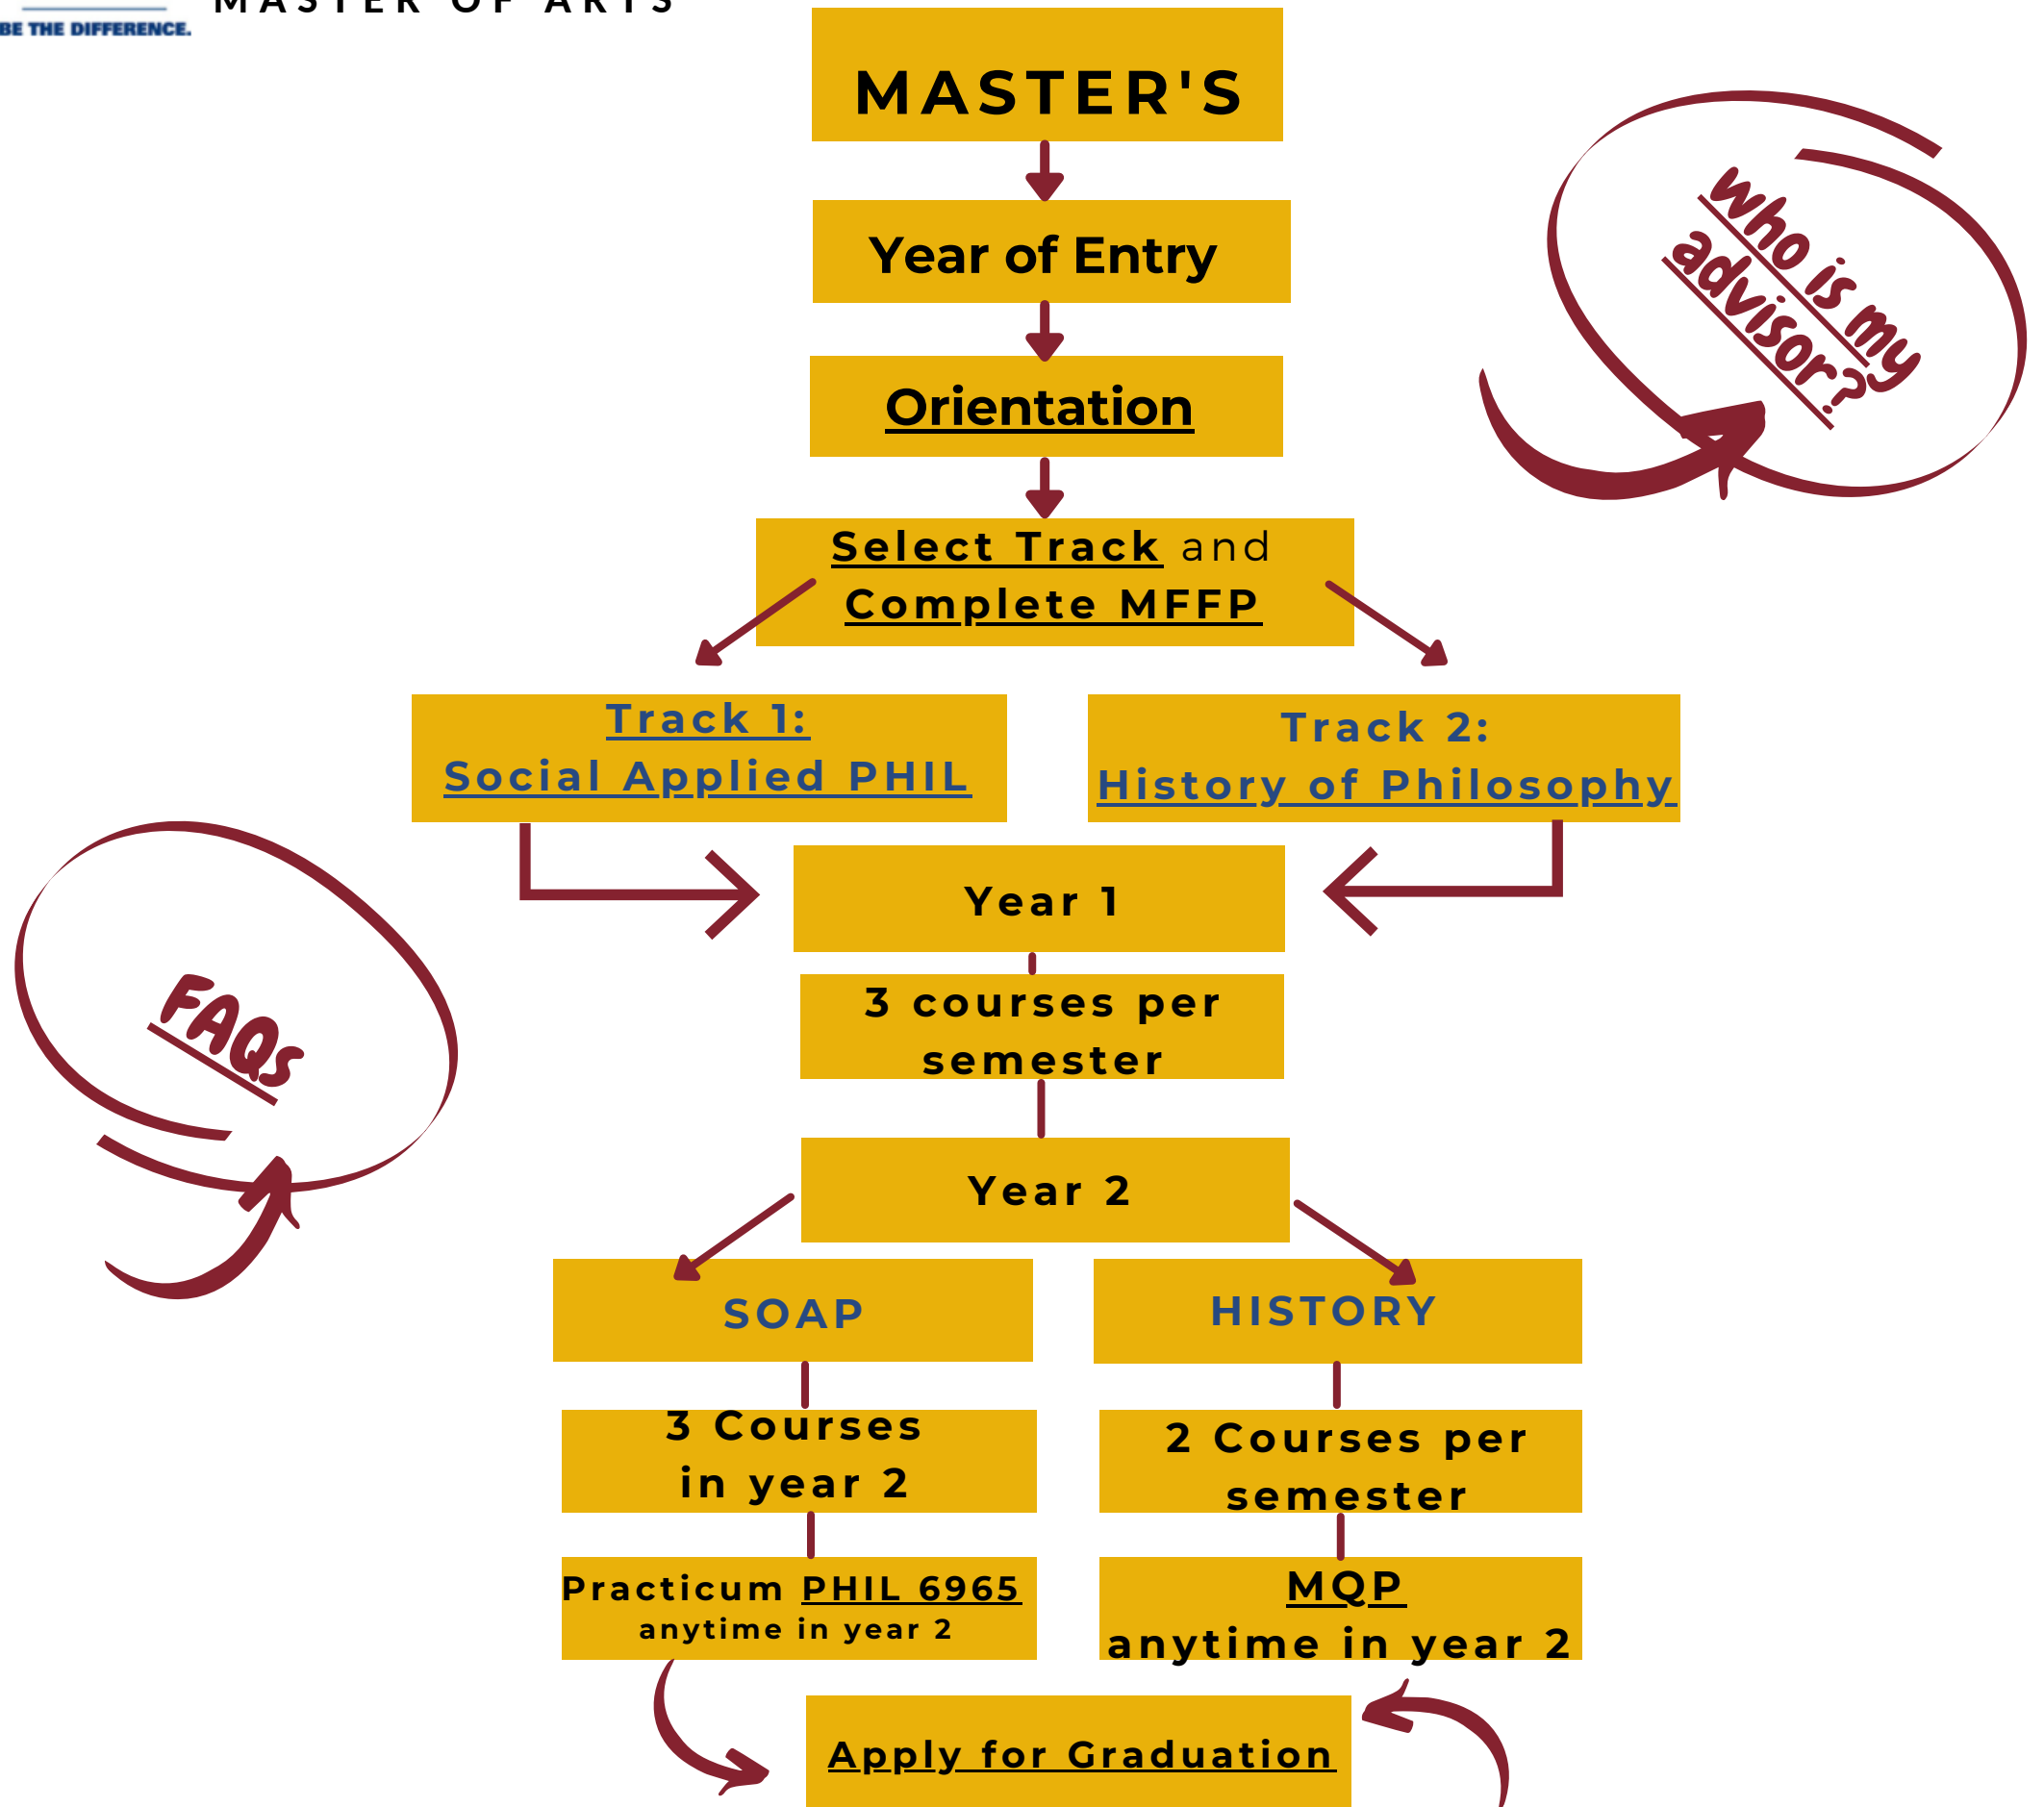 MASTER OF ARTS
BE THE DIFFERENCE.
MASTER'S
Year of Entry
Orientation
who is my
advisor?
Select Track and
Complete MFFP
Track 1:
Social Applied PHIL
Track 2:
History of Philosophy
Year 1
3 courses per
semester
FAQs
Year 2
SOAP
HISTORY
3 Courses
in year 2
2 Courses per
semester
Practicum PHIL 6965
anytime in year 2
MQP
anytime in year 2
Apply for Graduation